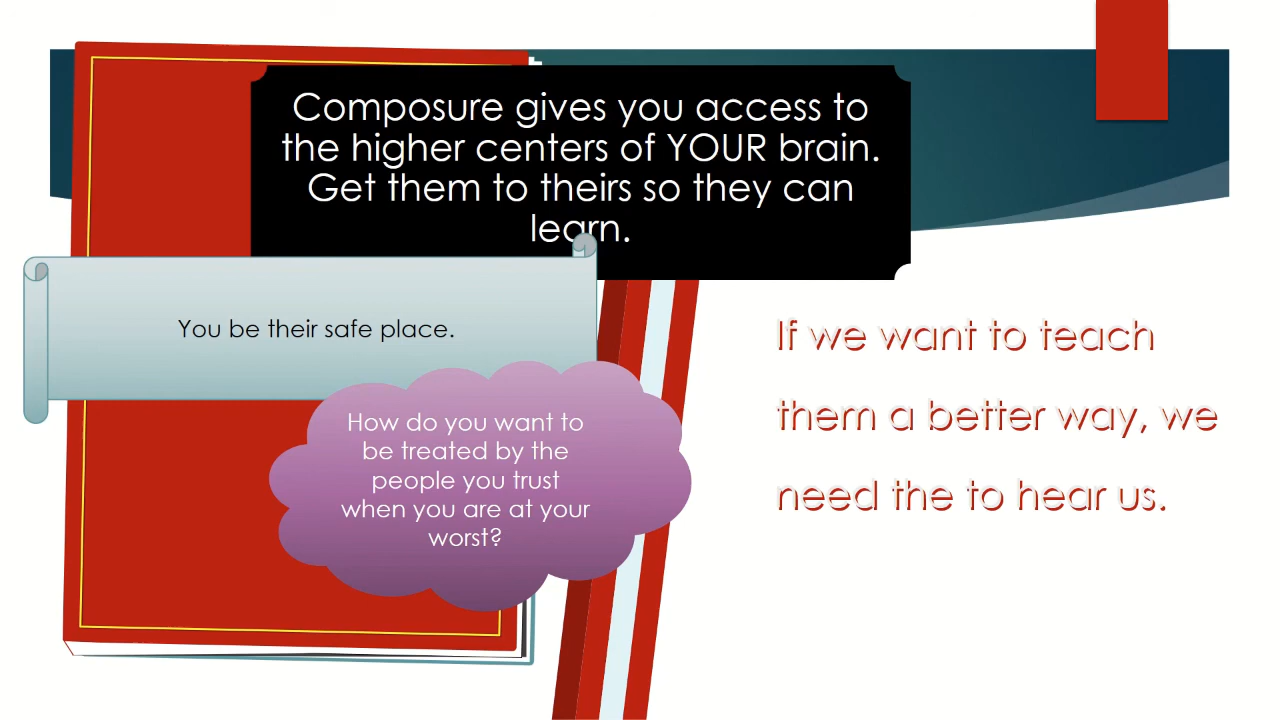 Composure gives you access to
the higher centers of YOUR brain.
Get them to theirs so they can
learn.
You be their safe place.
How do you want to
be treated by the
people you trust
when you are at your
worst?
If we want to teach
them a better way, we
need the to hear us.